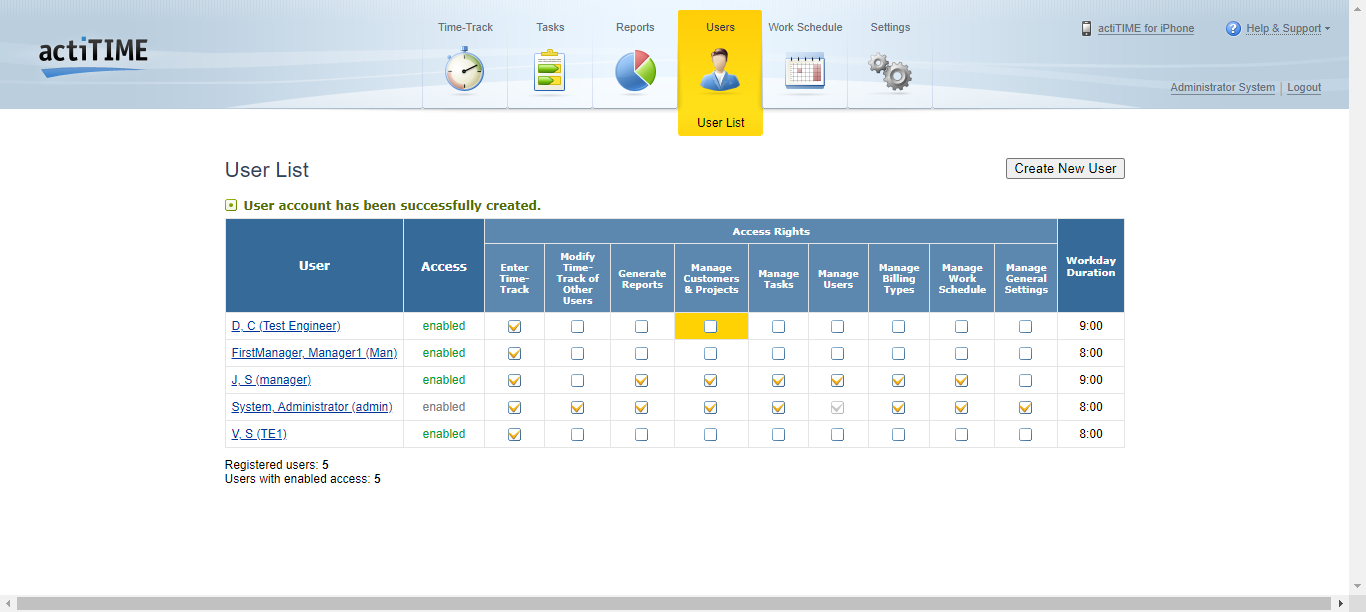 actiTIME
Time-Track
Tasks
Reports
Users
Work Schedule
Settings
actiTIME for iPhone
Help & Support
Administrator System
Logout
User List
User List
Create New User
User account has been successfully created.
User
Access
Access Rights
Workday
Duration
Enter
Time-
Track
Modify
Time-
Track of
Other
Users
Generate
Reports
Manage
Customers
& Projects
Manage
Tasks
Manage
Users
Manage
Billing
Types
Manage
Work
Schedule
Manage
General
Settings
D, C (Test Engineer) enabled 9:00
FirstManager, Manager1 (Man) enabled 8:00
J, S (manager) enabled 9:00
System, Administrator (admin) enabled 8:00
V, S (TE1) enabled 8:00
Registered users: 5
Users with enabled access: 5